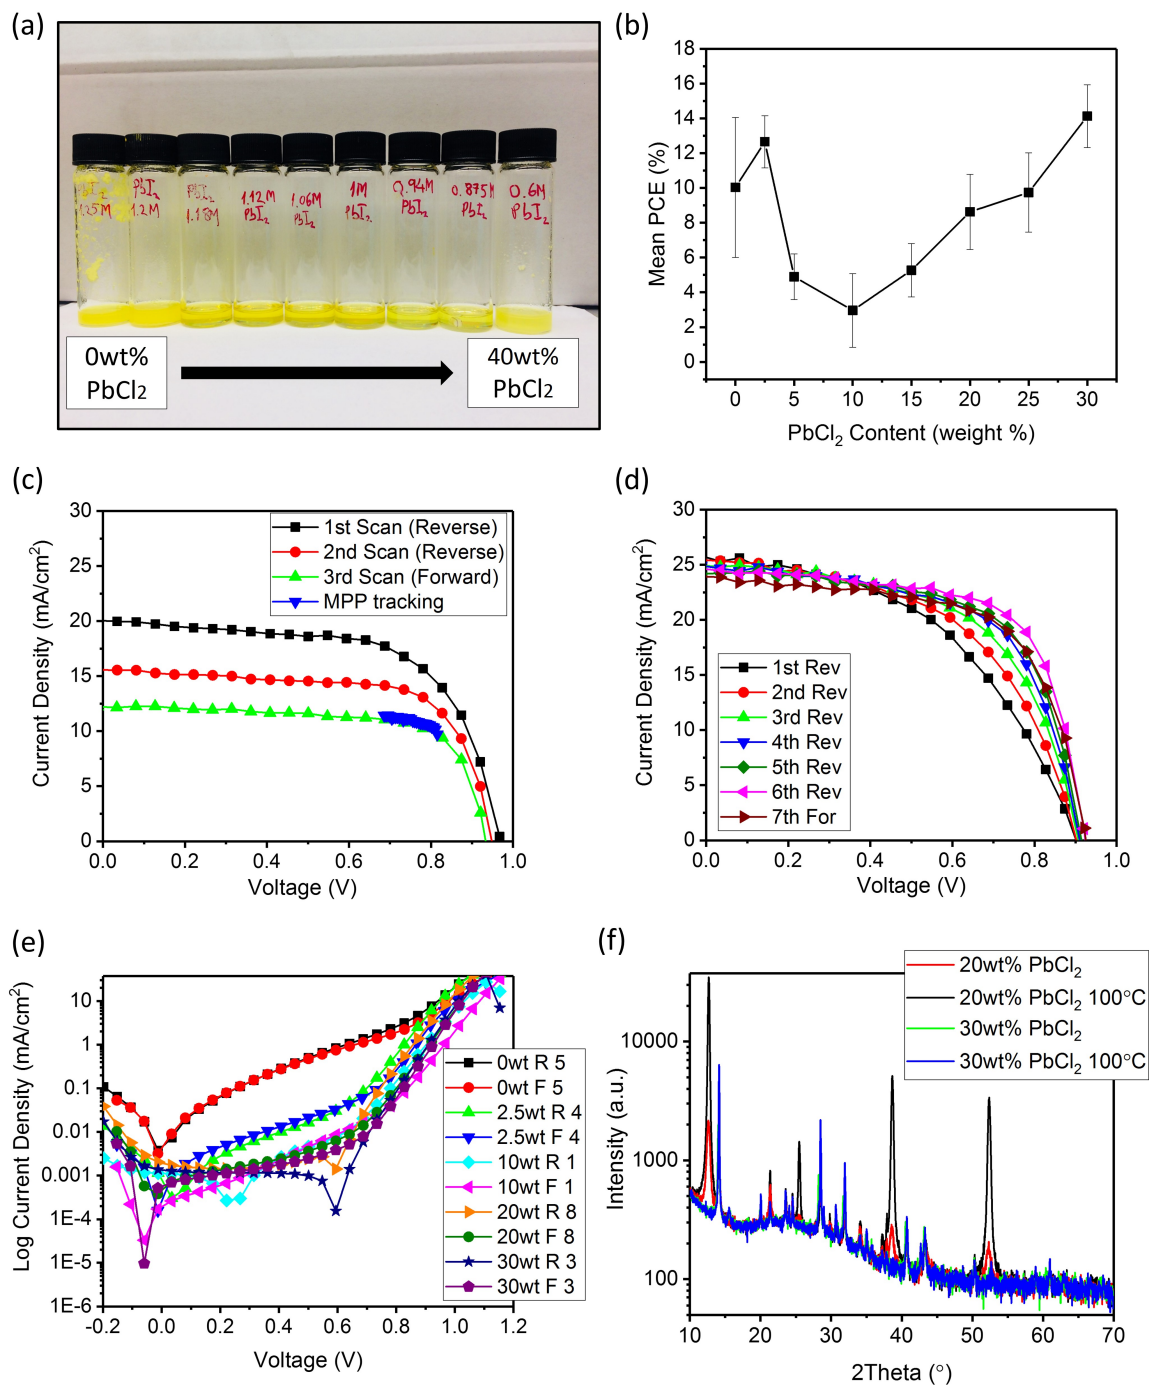 (a)
PbI2
1.25M
PbI2
1.2M
PbI2
1.18M
1.12M
PbI2
1.06M
PbI2
1M
PbI2
0.94M
PbI2
0.875M
PbI2
0.6M
PbI2
0wt%
PbCl2
40wt%
PbCl2
(b)
18
16
14
12
10
8
6
4
2
0
Mean PCE (%)
0 5 10 15 20 25 30
PbCl2 Content (weight %)
(c)
30
25
20
15
10
5
0
Current Density (mA/cm²)
1st Scan (Reverse)
2nd Scan (Reverse)
3rd Scan (Forward)
MPP tracking
0.0 0.2 0.4 0.6 0.8 1.0
Voltage (V)
(d)
30
25
20
15
10
5
0
Current Density (mA/cm²)
1st Rev
2nd Rev
3rd Rev
4th Rev
5th Rev
6th Rev
7th For
0.0 0.2 0.4 0.6 0.8 1.0
Voltage (V)
(e)
10
1
0.1
0.01
0.001
1E-4
1E-5
1E-6
Log Current Density (mA/cm²)
0wt R 5
0wt F 5
2.5wt R 4
2.5wt F 4
10wt R 1
10wt F 1
20wt R 8
20wt F 8
30wt R 3
30wt F 3
-0.2 0.0 0.2 0.4 0.6 0.8 1.0 1.2
Voltage (V)
(f)
20wt% PbCl2
20wt% PbCl2 100°C
30wt% PbCl2
30wt% PbCl2 100°C
10000
1000
100
Intensity (a.u.)
10 20 30 40 50 60 70
2Theta (°)